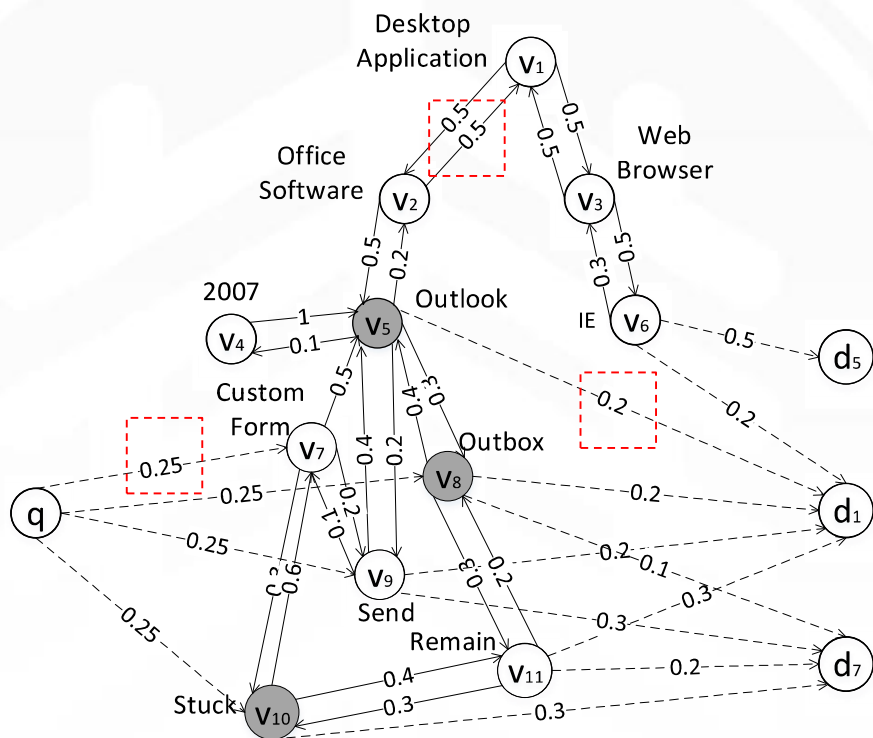 Desktop
Application
V1
0.5
0.5
0.5
0.5
Office
Software
Web
Browser
V2
V3
0.5
0.2
0.3
0.5
2007
Outlook
V4
1
0.1
V5
IE
V6
0.5
d5
Custom
Form
0.5
0.4
0.3
0.2
0.2
Outbox
V7
0.25
0.4
0.2
V8
0.25
0.2
0.2
q
0.1
d1
0.25
V9
Send
0.2
0.1
0.3
0.2
0.3
0.6
0.3
0.25
Remain
V11
0.2
d7
0.4
0.3
Stuck
V10
0.3